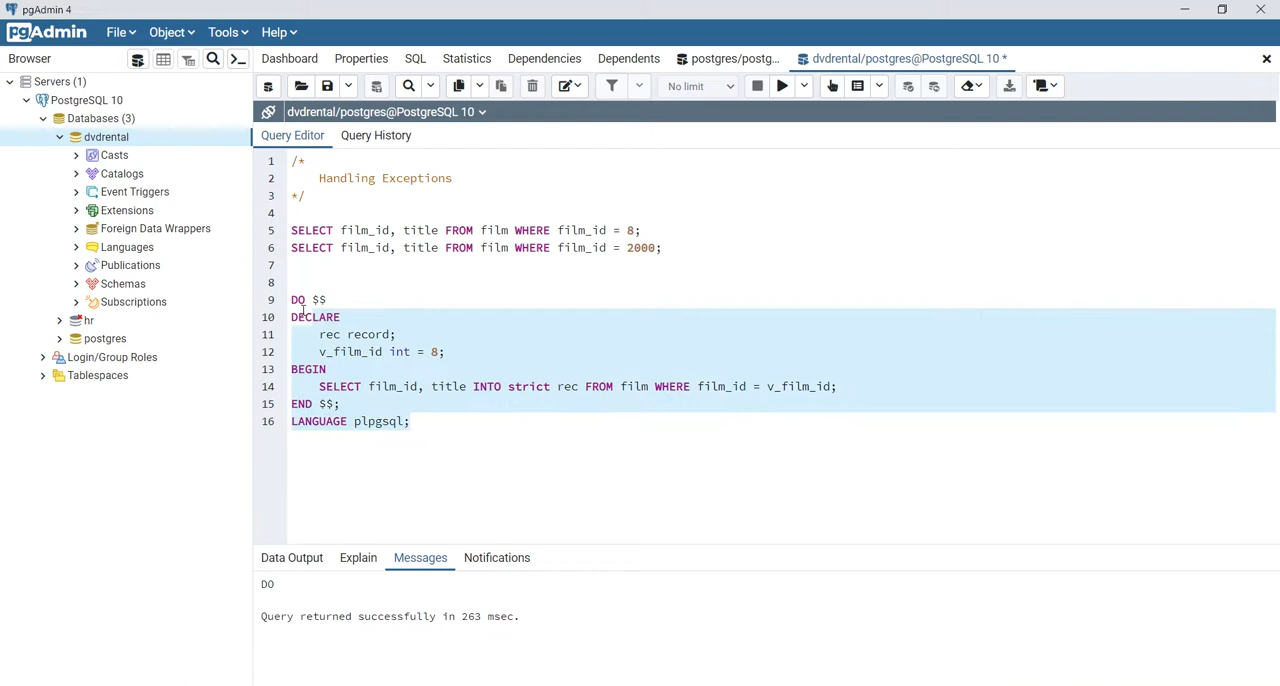 pgAdmin 4
pgAdmin File Object Tools Help
Browser
Dashboard Properties SQL Statistics Dependencies Dependents postgres/postg... dvdrental/postgres@PostgreSQL 10 *
Servers (1)
PostgreSQL 10
Databases (3)
dvdrental
Casts
Catalogs
Event Triggers
Extensions
Foreign Data Wrappers
Languages
Publications
Schemas
Subscriptions
hr
postgres
Login/Group Roles
Tablespaces
No limit
dvdrental/postgres@PostgreSQL 10
Query Editor Query History
1 /*
2 Handling Exceptions
3 */
4
5 SELECT film_id, title FROM film WHERE film_id = 8;
6 SELECT film_id, title FROM film WHERE film_id = 2000;
7
8
9 DO $$
10 DECLARE
11 rec record;
12 v_film_id int = 8;
13 BEGIN
14 SELECT film_id, title INTO strict rec FROM film WHERE film_id = v_film_id;
15 END $$;
16 LANGUAGE plpgsql;
Data Output Explain Messages Notifications
DO
Query returned successfully in 263 msec.